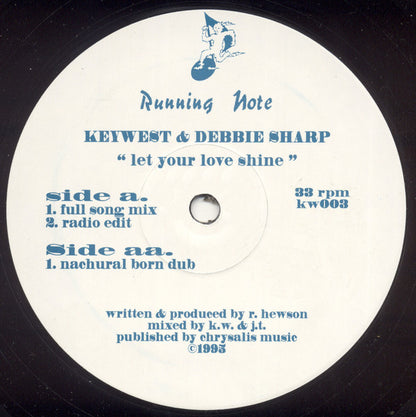 Running Note
KEYWEST & DEBBIE SHARP
" let your love shine "
side a.
1. full song mix
2. radio edit
33 rpm
kw003
Side aa.
1. nachural born dub
written & produced by r. hewson
mixed by k.w. & j.t.
published by chrysalis music
©1995